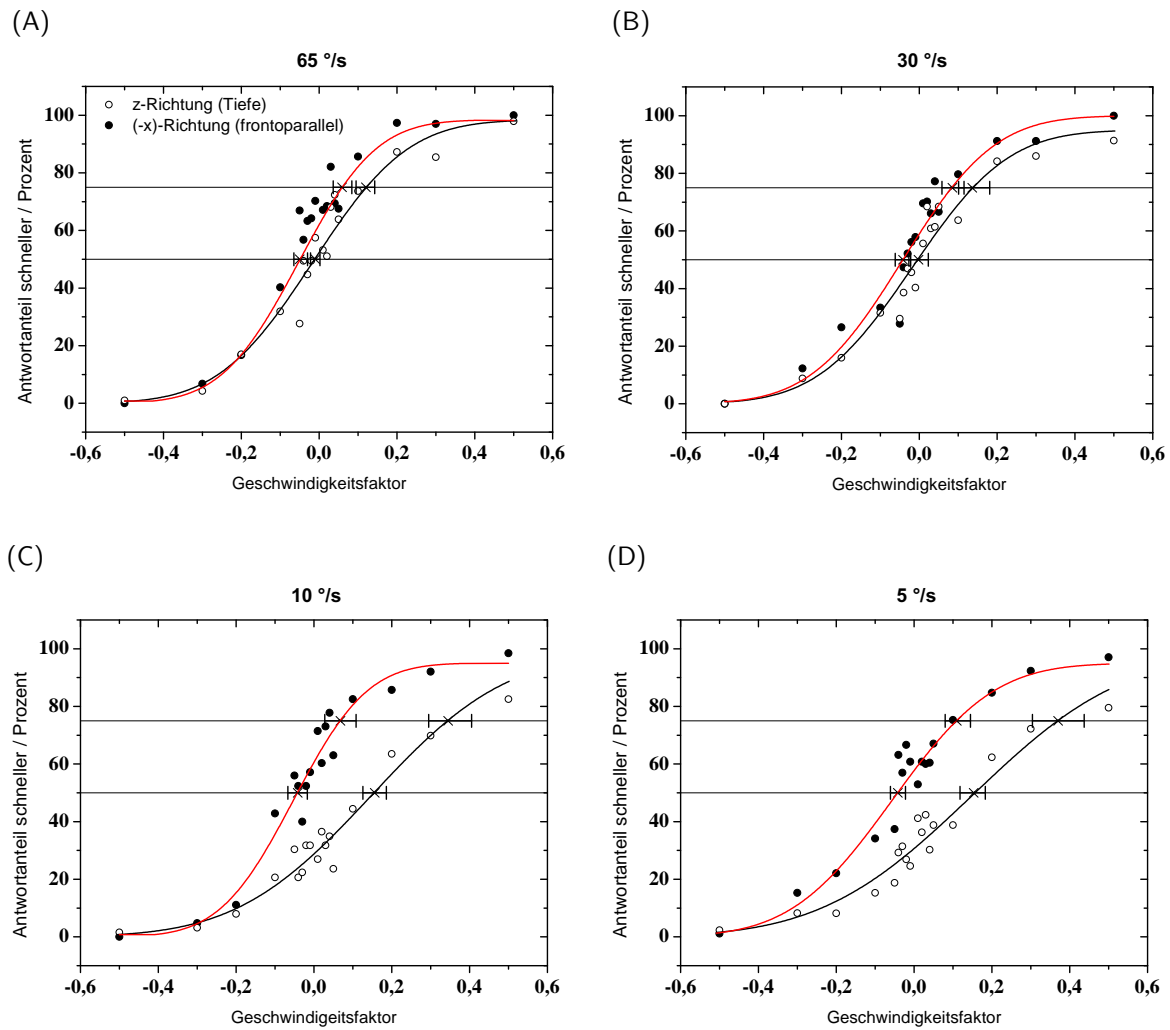 (A)
65 °/s
z-Richtung (Tiefe)
(-x)-Richtung (frontoparallel)
Antwortanteil schneller / Prozent
100
80
60
40
20
0
-0,6 -0,4 -0,2 0,0 0,2 0,4 0,6
Geschwindigkeitsfaktor
(B)
30 °/s
Antwortanteil schneller / Prozent
100
80
60
40
20
0
-0,6 -0,4 -0,2 0,0 0,2 0,4 0,6
Geschwindigkeitsfaktor
(C)
10 °/s
Antwortanteil schneller / Prozent
100
80
60
40
20
0
-0,6 -0,4 -0,2 0,0 0,2 0,4 0,6
Geschwindigeitsfaktor
(D)
5 °/s
Antwortanteil schneller / Prozent
100
80
60
40
20
0
-0,6 -0,4 -0,2 0,0 0,2 0,4 0,6
Geschwindigkeitsfaktor